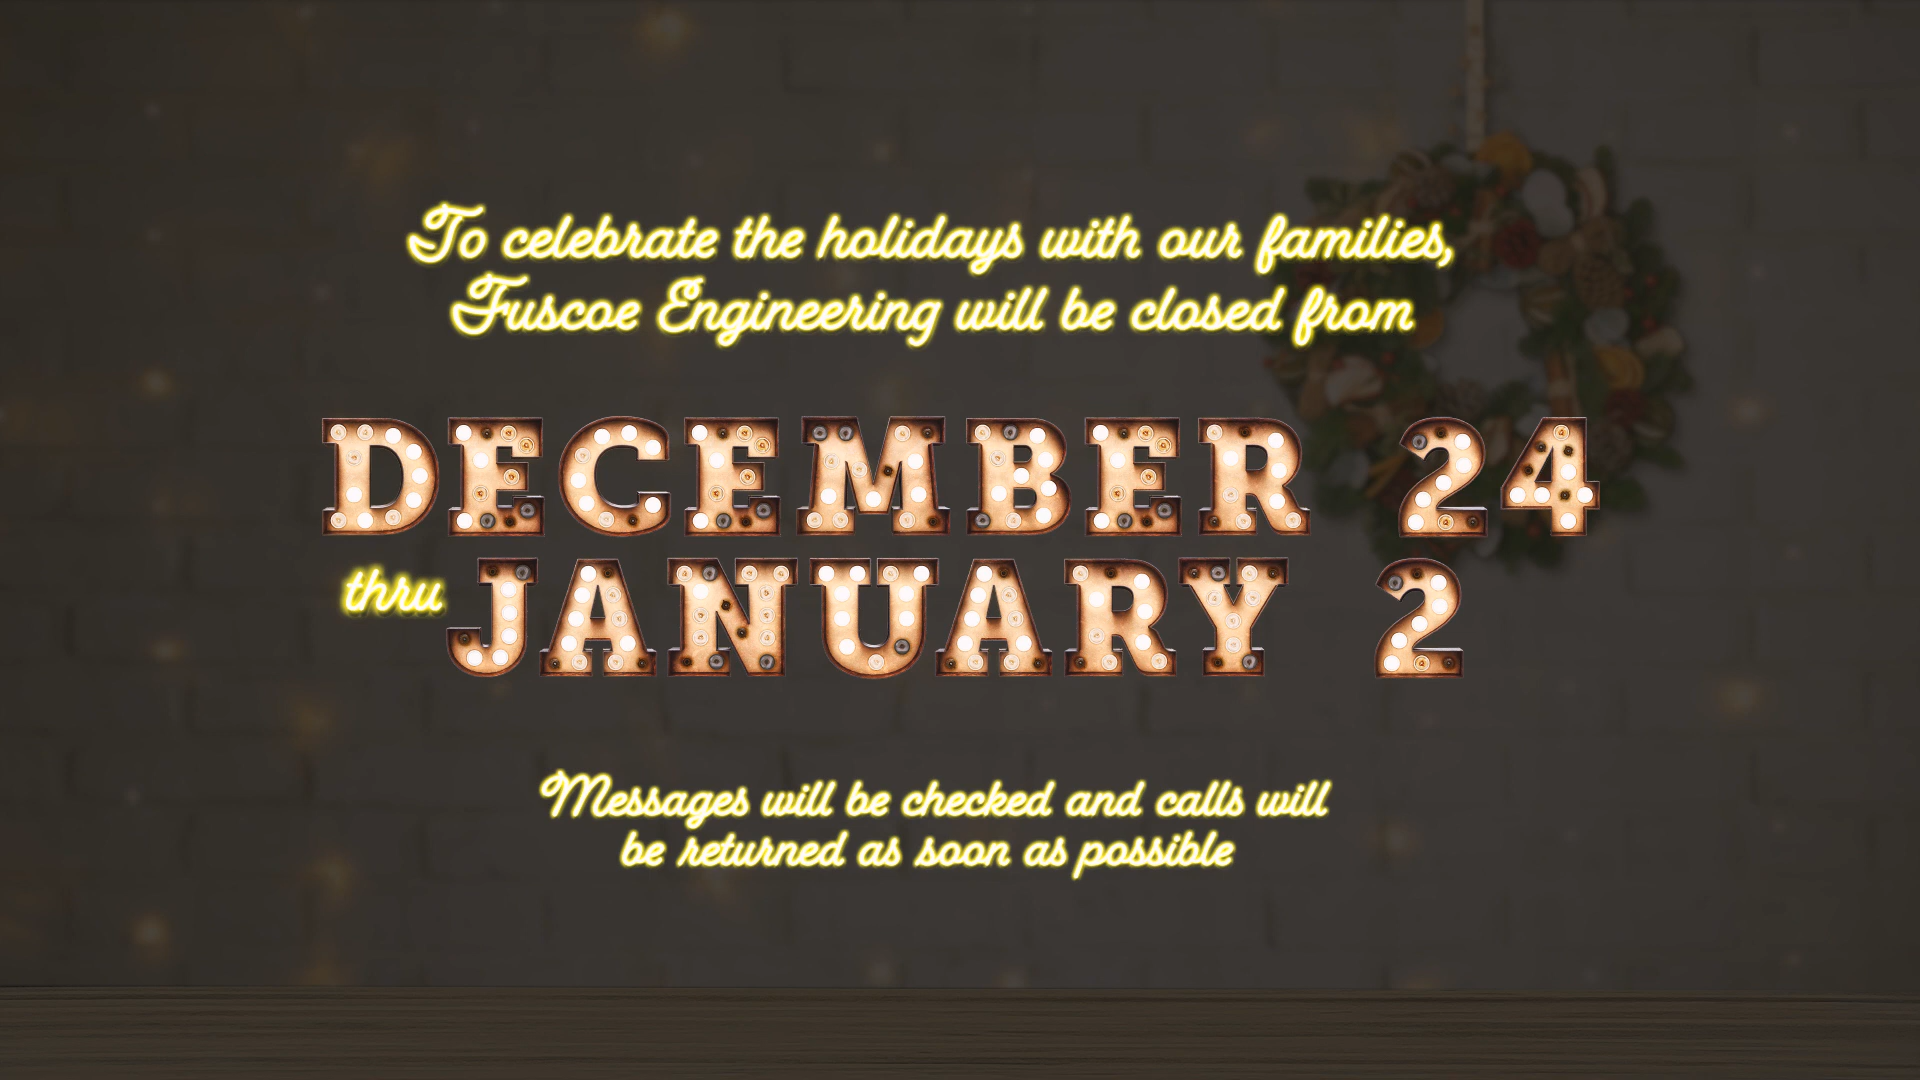 To celebrate the holidays with our families,
Fuscoe Engineering will be closed from
DECEMBER 24
thru JANUARY 2
Messages will be checked and calls will
be returned as soon as possible